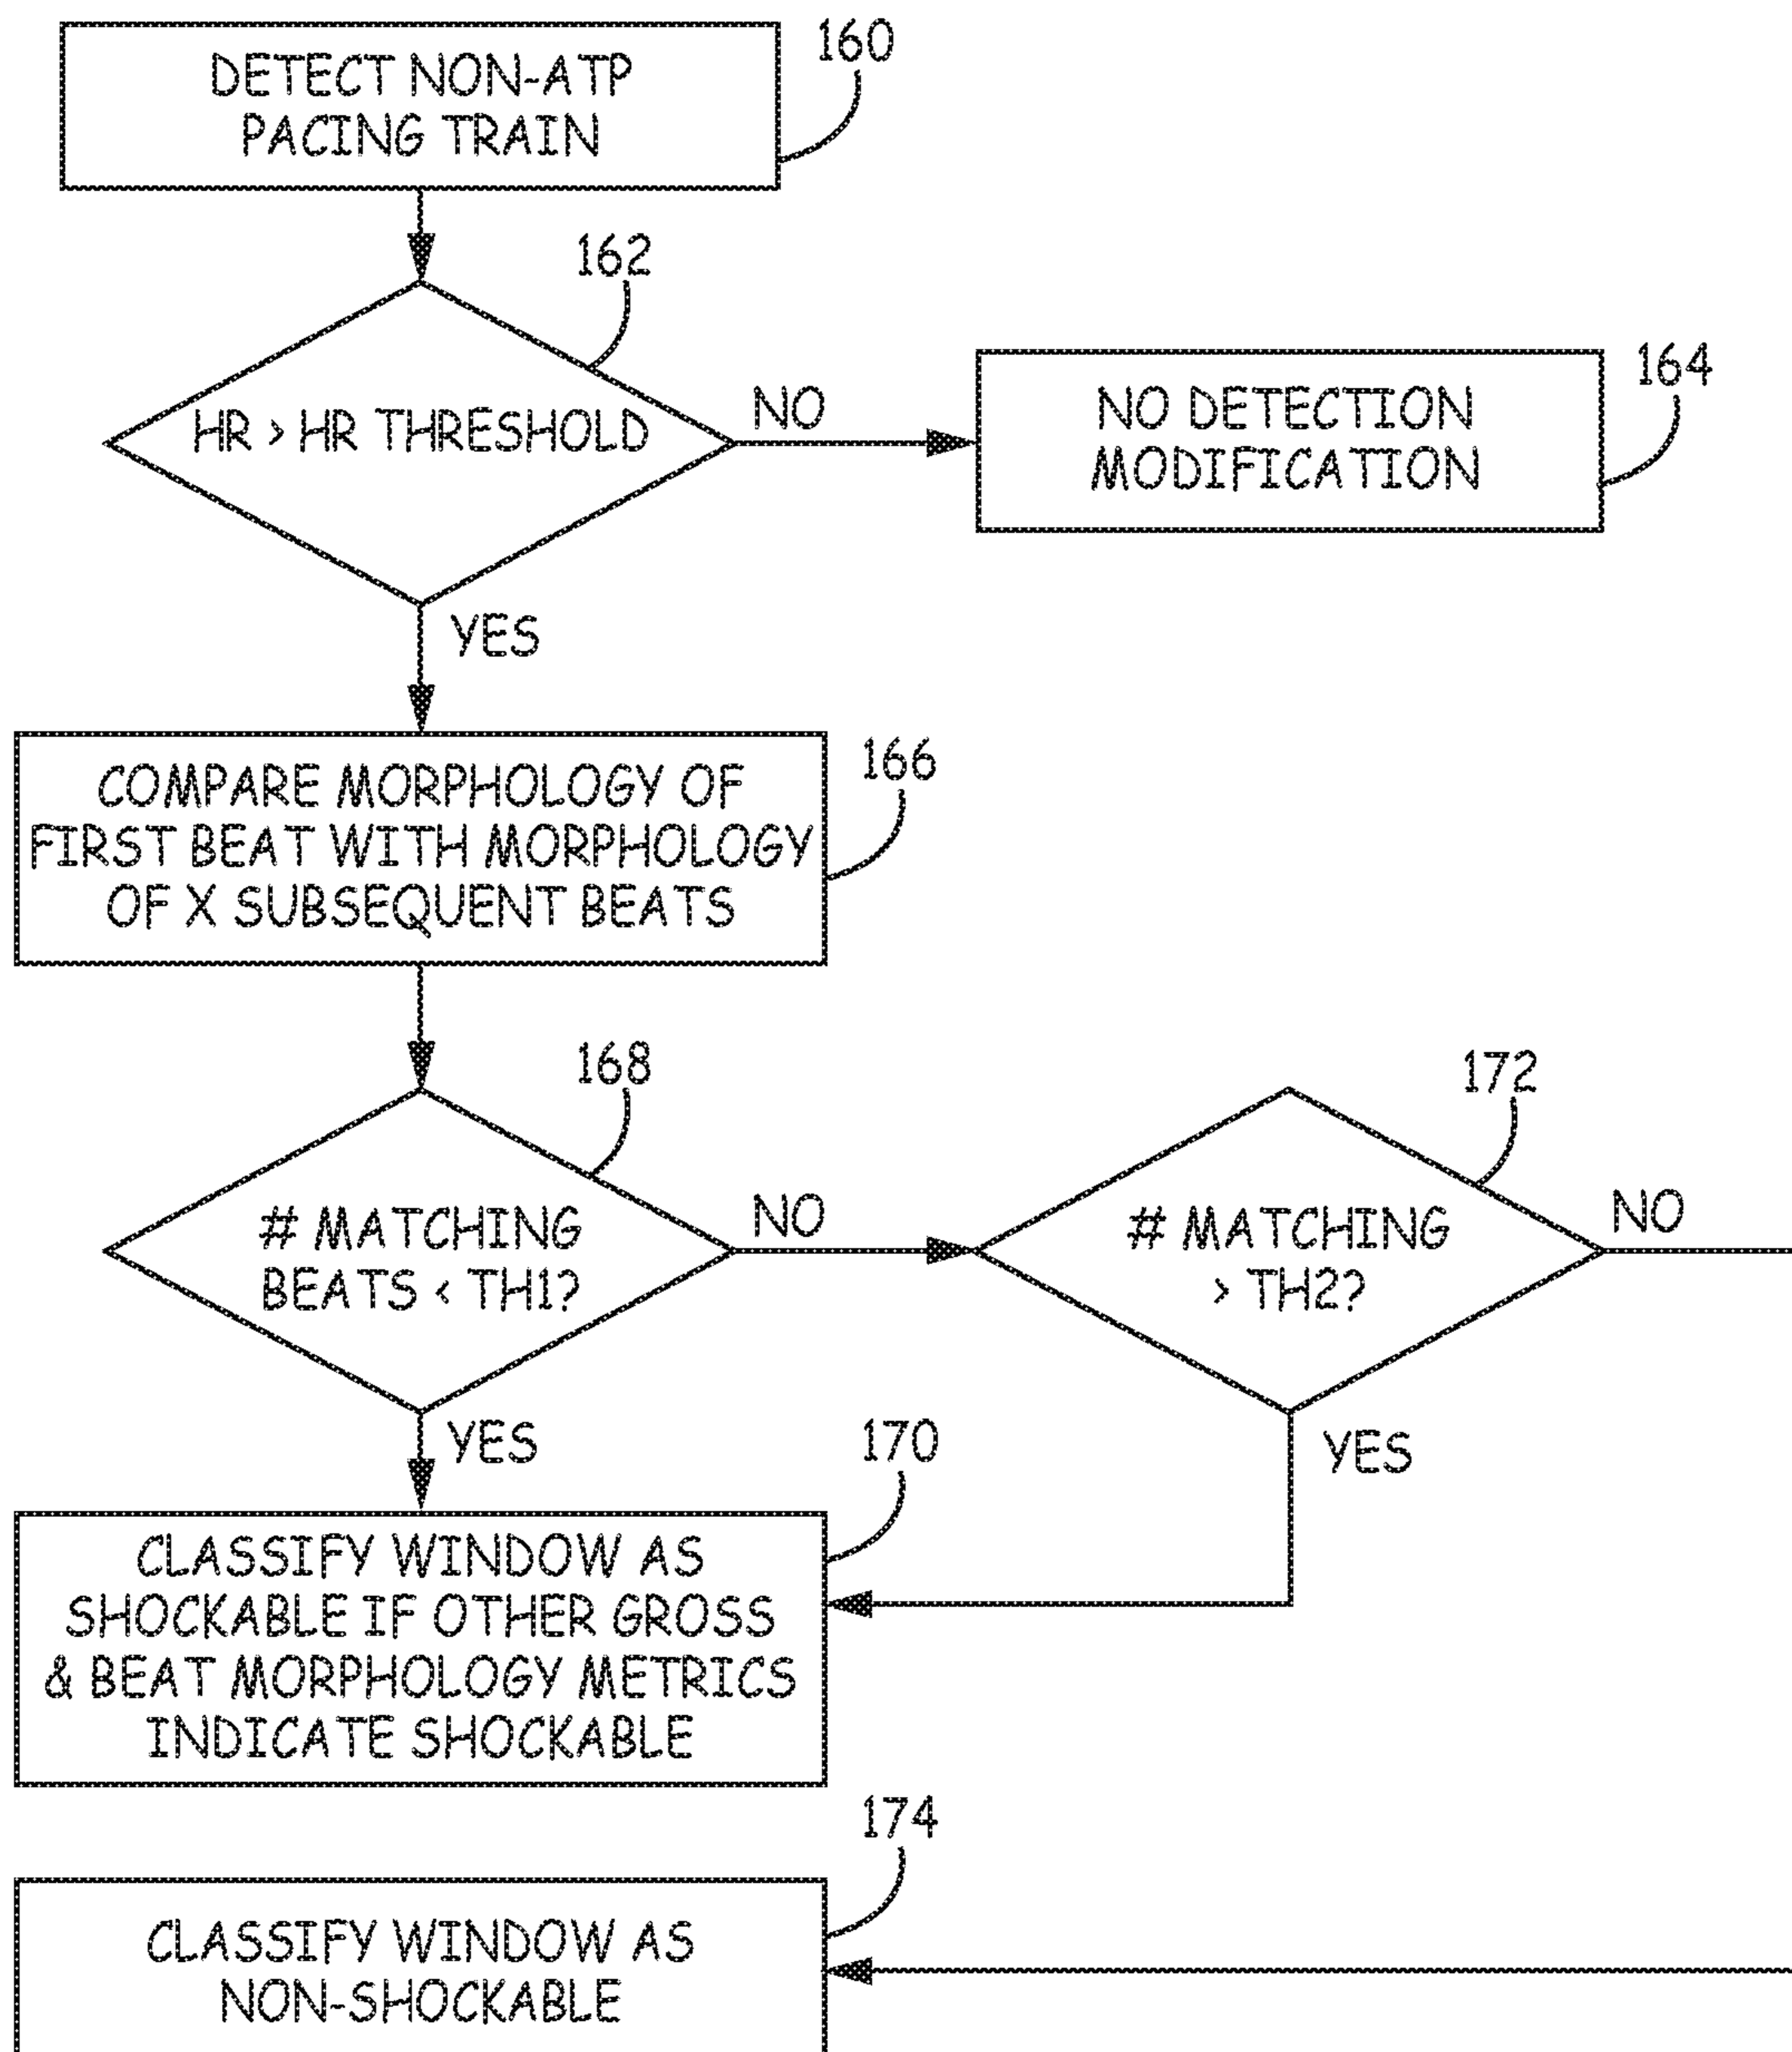 160
DETECT NON-ATP
PACING TRAIN
162
HR > HR THRESHOLD
NO
164
NO DETECTION
MODIFICATION
YES
166
COMPARE MORPHOLOGY OF
FIRST BEAT WITH MORPHOLOGY
OF X SUBSEQUENT BEATS
168
# MATCHING
BEATS < TH1?
NO
172
# MATCHING
> TH2?
NO
YES
YES
170
CLASSIFY WINDOW AS
SHOCKABLE IF OTHER GROSS
& BEAT MORPHOLOGY METRICS
INDICATE SHOCKABLE
174
CLASSIFY WINDOW AS
NON-SHOCKABLE